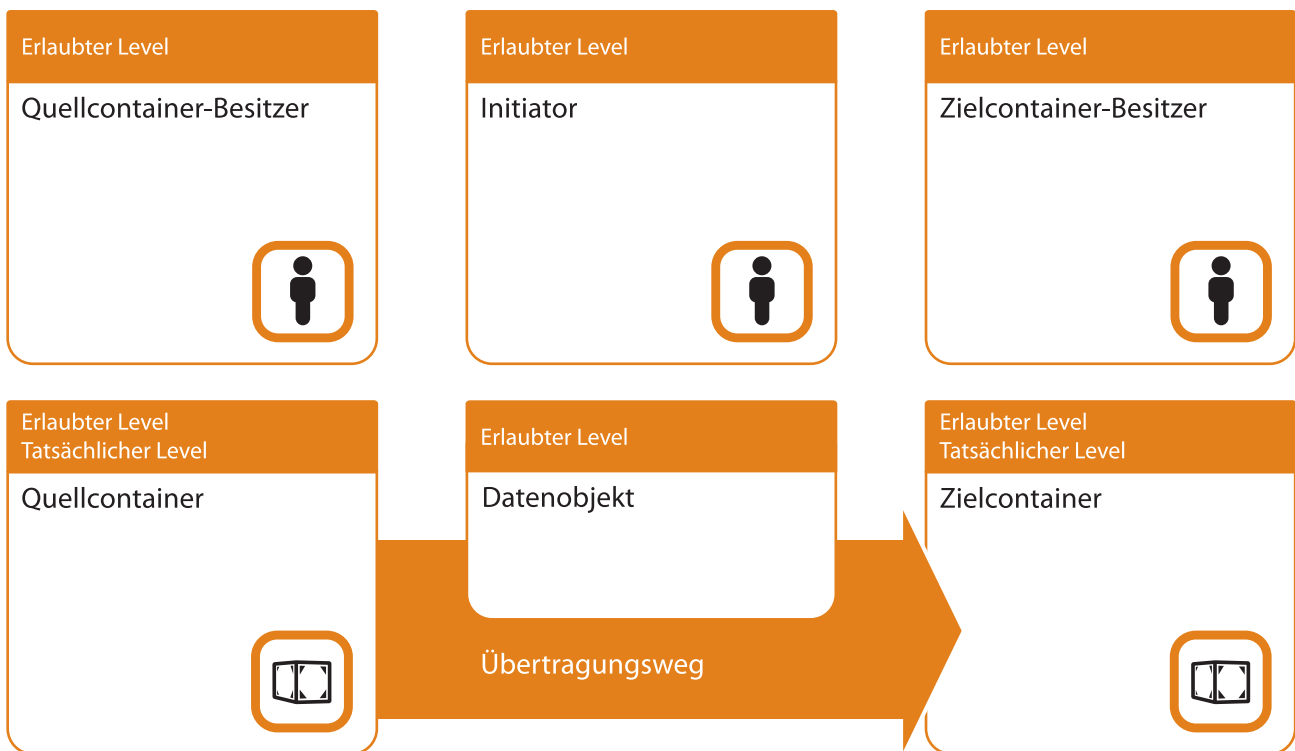 Erlaubter Level
Quellcontainer-Besitzer
Erlaubter Level
Initiator
Erlaubter Level
Zielcontainer-Besitzer
Erlaubter Level
Tatsächlicher Level
Quellcontainer
Erlaubter Level
Datenobjekt
Übertragungsweg
Erlaubter Level
Tatsächlicher Level
Zielcontainer